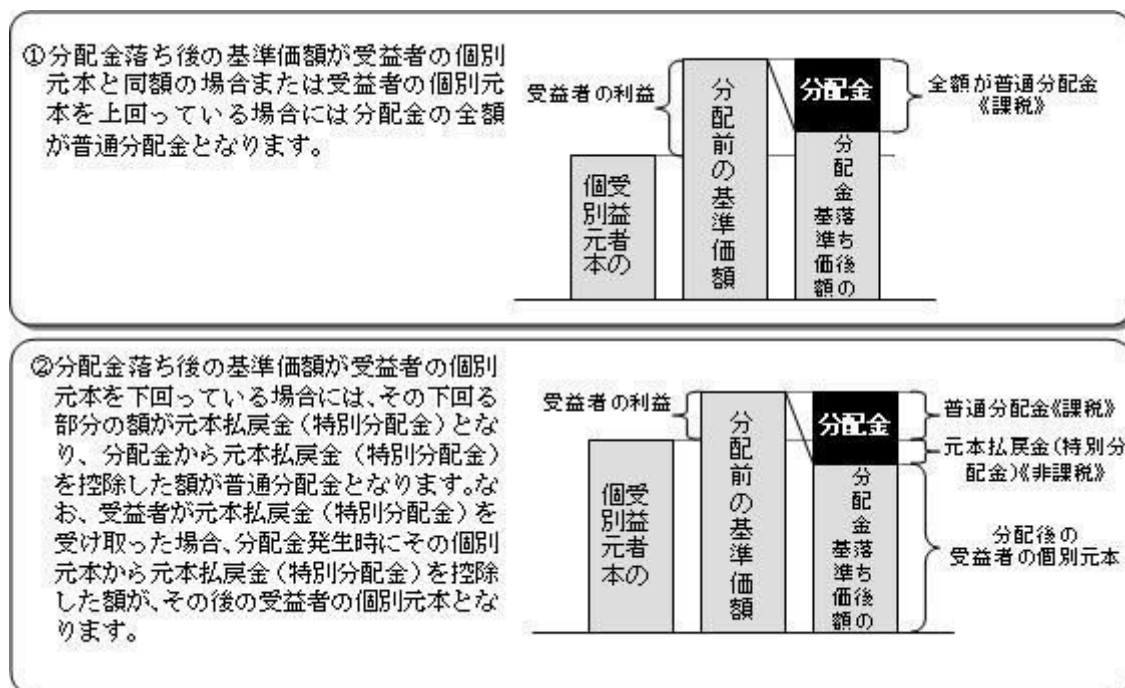 ①分配金落ち後の基準価額が受益者の個別
元本と同額の場合または受益者の個別元
本を上回っている場合には分配金の全額
が普通分配金となります。
受益者の利益
受益者の
個別元本
分配前の基準価額
分配金
分配金落ち後の
基準価額
全額が普通分配金
《課税》
②分配金落ち後の基準価額が受益者の個別
元本を下回っている場合には、その下回る
部分の額が元本払戻金(特別分配金)とな
り、分配金から元本払戻金(特別分配金)
を控除した額が普通分配金となります。な
お、受益者が元本払戻金(特別分配金)を
受け取った場合、分配金発生時にその個別
元本から元本払戻金(特別分配金)を控除
した額が、その後の受益者の個別元本とな
ります。
受益者の利益
受益者の
個別元本
分配前の基準価額
分配金
分配金落ち後の
基準価額
普通分配金《課税》
元本払戻金(特別分
配金)《非課税》
分配後の
受益者の個別元本